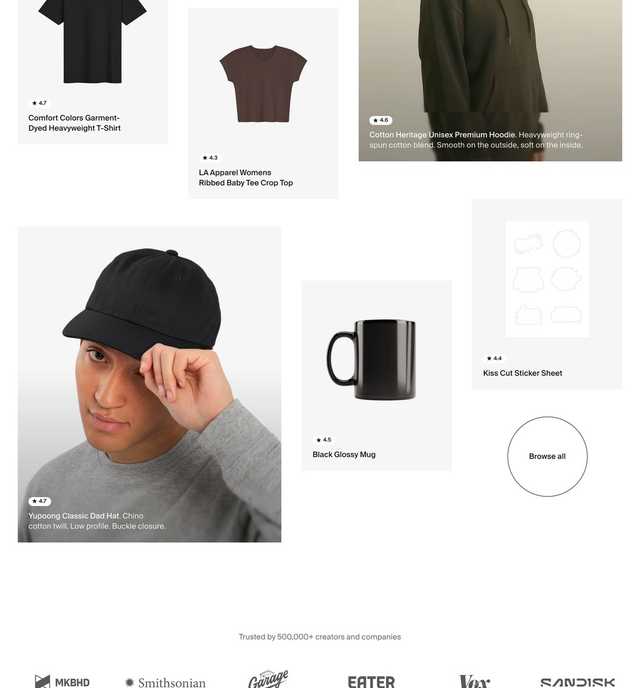 ★ 4.7
Comfort Colors Garment-
Dyed Heavyweight T-Shirt
★ 4.3
LA Apparel Womens
Ribbed Baby Tee Crop Top
★ 4.6
Cotton Heritage Unisex Premium Hoodie. Heavyweight ring-
spun cotton blend. Smooth on the outside, soft on the inside.
★ 4.7
Yupoong Classic Dad Hat. Chino
cotton twill. Low profile. Buckle closure.
★ 4.5
Black Glossy Mug
★ 4.4
Kiss Cut Sticker Sheet
Browse all
Trusted by 500,000+ creators and companies
MKBHD
Smithsonian
Garage
EATER
Vox
SANDISK